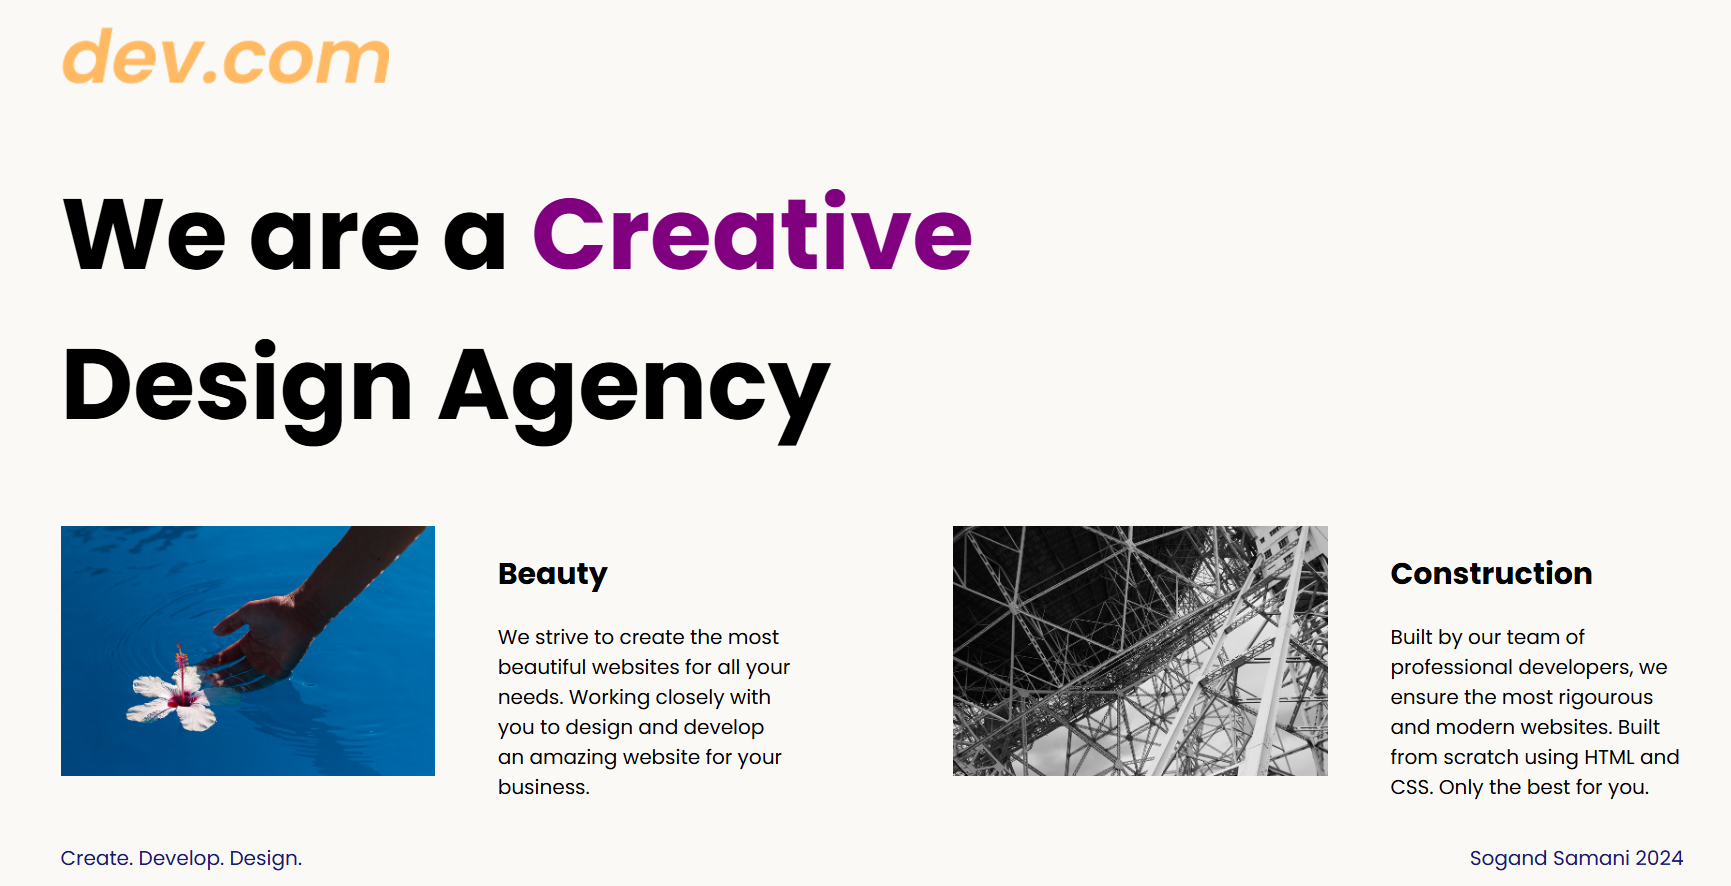 dev.com
We are a Creative
Design Agency
Beauty
We strive to create the most
beautiful websites for all your
needs. Working closely with
you to design and develop
an amazing website for your
business.
Construction
Built by our team of
professional developers, we
ensure the most rigourous
and modern websites. Built
from scratch using HTML and
CSS. Only the best for you.
Create. Develop. Design.
Sogand Samani 2024